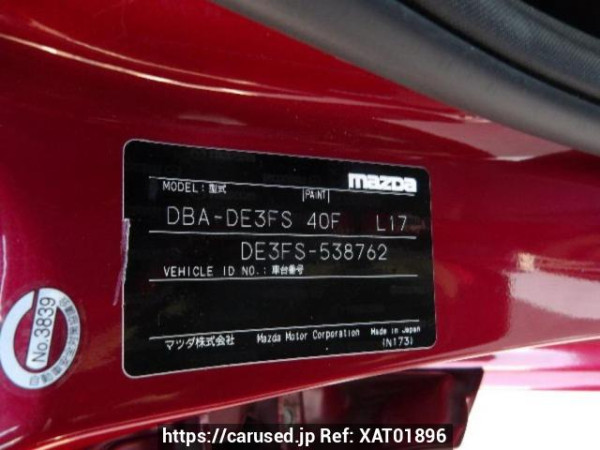 MODEL: 型式 PAINT mazda
DBA-DE3FS 40F L17
DE3FS-538762
VEHICLE ID NO.: 車台番号
マツダ株式会社 Mazda Motor Corporation Made in Japan
(N173)
No.3839
https://carused.jp Ref: XAT01896